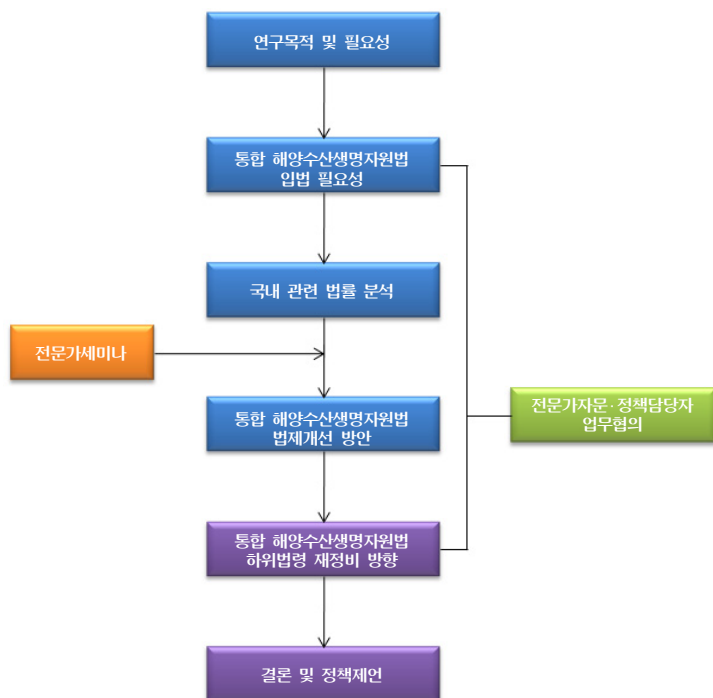 연구목적 및 필요성
통합 해양수산생명자원법
입법 필요성
국내 관련 법률 분석
전문가세미나
통합 해양수산생명자원법
법제개선 방안
전문가자문·정책담당자
업무협의
통합 해양수산생명자원법
하위법령 재정비 방향
결론 및 정책제언